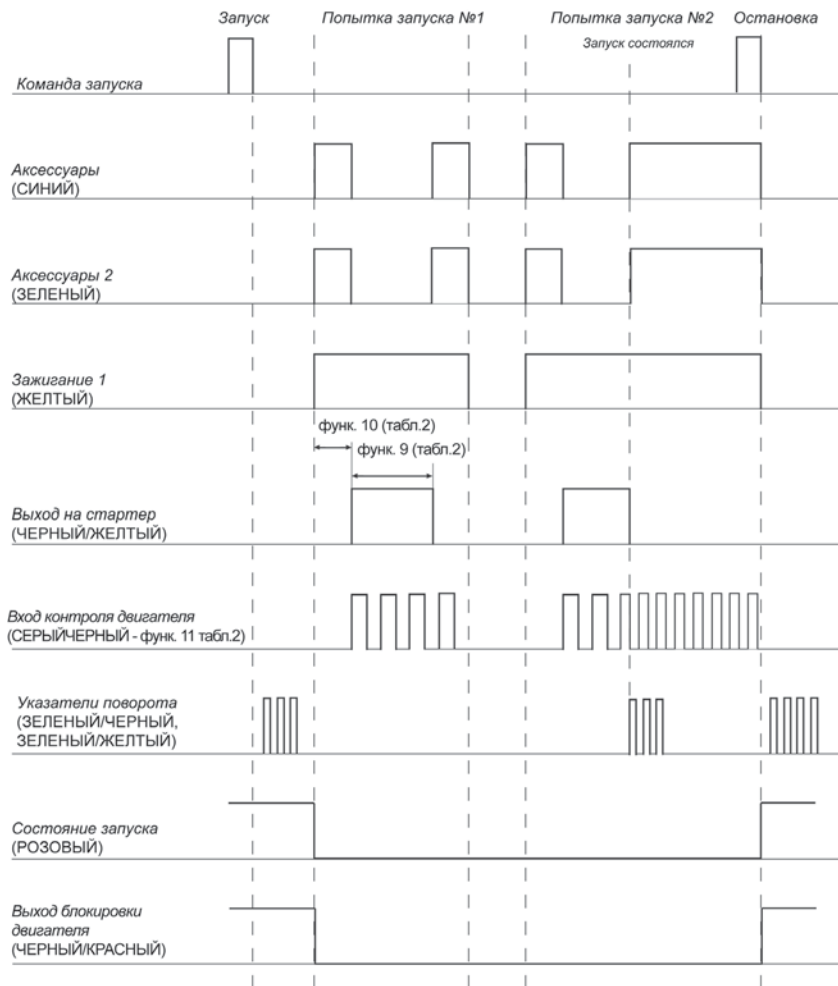 Запуск
Попытка запуска №1
Попытка запуска №2
Остановка
Запуск состоялся
Команда запуска
Аксессуары
(СИНИЙ)
Аксессуары 2
(ЗЕЛЕНЫЙ)
Зажигание 1
(ЖЕЛТЫЙ)
функ. 10 (табл.2)
функ. 9 (табл.2)
Выход на стартер
(ЧЕРНЫЙ/ЖЕЛТЫЙ)
Вход контроля двигателя
(СЕРЫЙЧЕРНЫЙ - функ. 11 табл.2)
Указатели поворота
(ЗЕЛЕНЫЙ/ЧЕРНЫЙ,
ЗЕЛЕНЫЙ/ЖЕЛТЫЙ)
Состояние запуска
(РОЗОВЫЙ)
Выход блокировки
двигателя
(ЧЕРНЫЙ/КРАСНЫЙ)